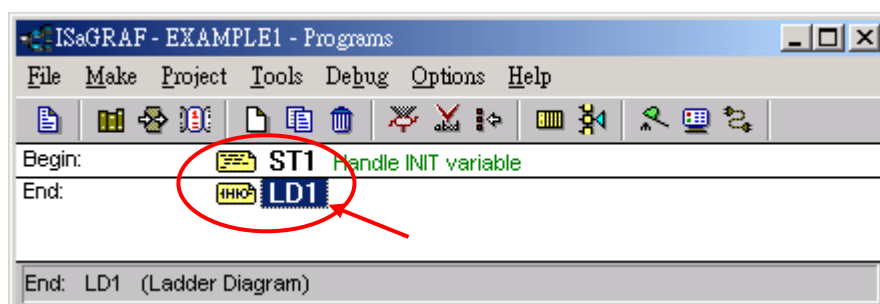 ISaGRAF - EXAMPLE1 - Programs
File Make Project Tools Debug Options Help
Begin: ST1 Handle INIT variable
End: LD1
End: LD1 (Ladder Diagram)